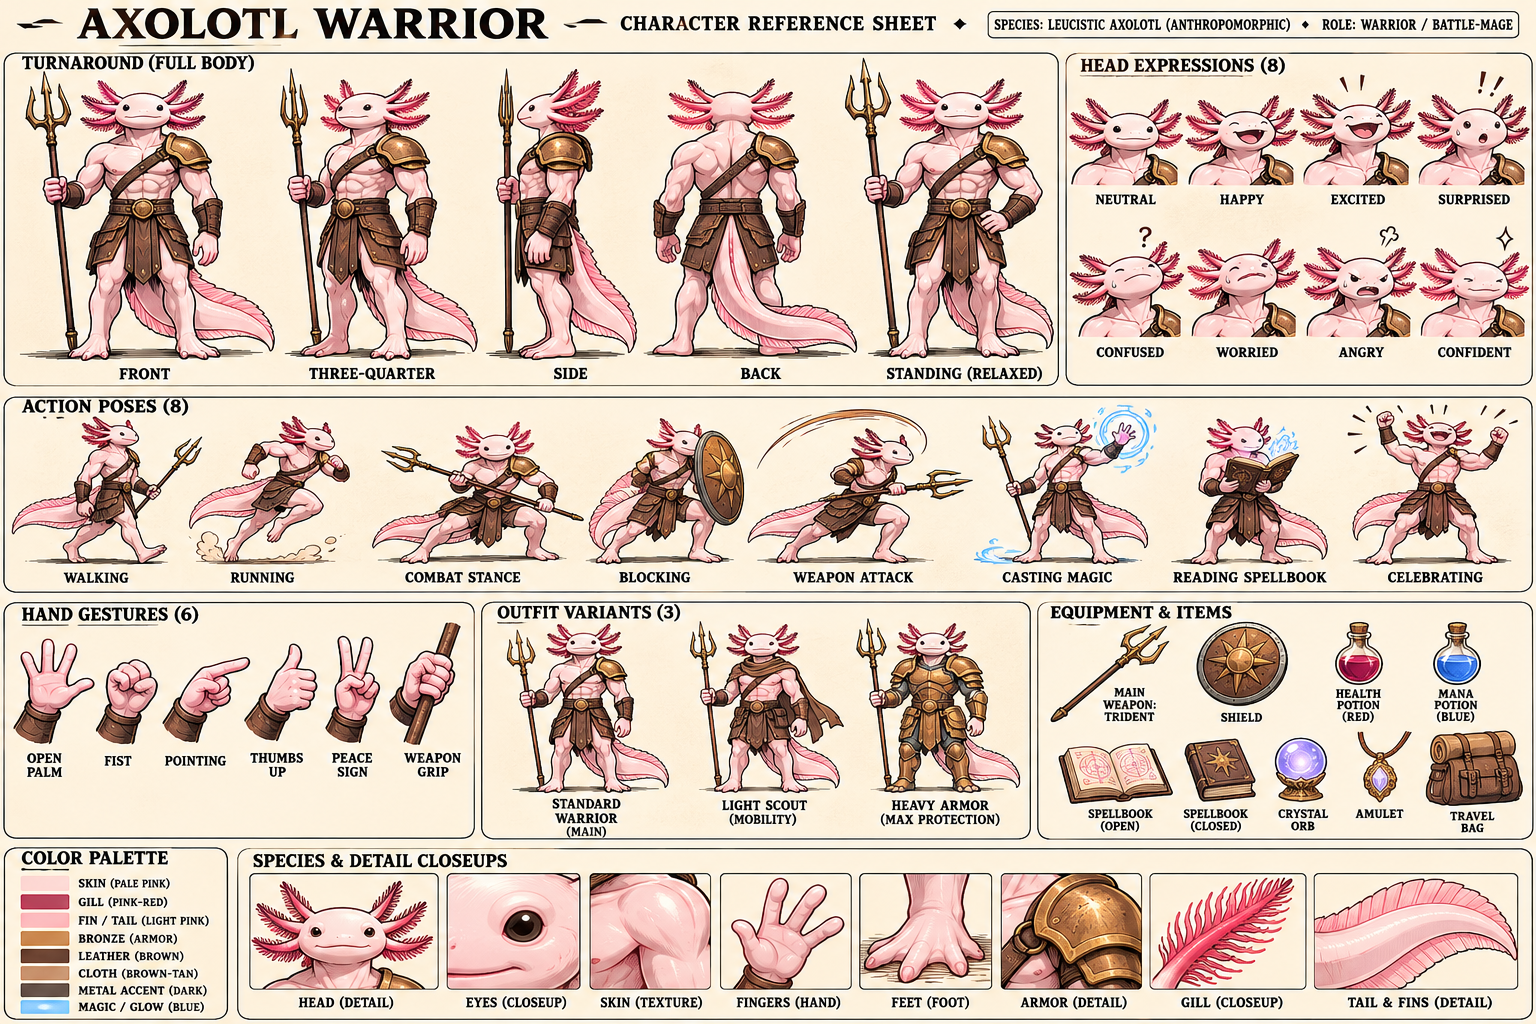 AXOLOTL WARRIOR
CHARACTER REFERENCE SHEET
SPECIES: LEUCISTIC AXOLOTL (ANTHROPOMORPHIC) ◆ ROLE: WARRIOR / BATTLE-MAGE
TURNAROUND (FULL BODY)
FRONT
THREE-QUARTER
SIDE
BACK
STANDING (RELAXED)
HEAD EXPRESSIONS (8)
!!
NEUTRAL
HAPPY
EXCITED
SURPRISED
?
CONFUSED
WORRIED
ANGRY
CONFIDENT
ACTION POSES (8)
WALKING
RUNNING
COMBAT STANCE
BLOCKING
WEAPON ATTACK
CASTING MAGIC
READING SPELLBOOK
CELEBRATING
HAND GESTURES (6)
OPEN
PALM
FIST
POINTING
THUMBS
UP
PEACE
SIGN
WEAPON
GRIP
OUTFIT VARIANTS (3)
STANDARD
WARRIOR
(MAIN)
LIGHT SCOUT
(MOBILITY)
HEAVY ARMOR
(MAX PROTECTION)
EQUIPMENT & ITEMS
MAIN
WEAPON:
TRIDENT
SHIELD
HEALTH
POTION
(RED)
MANA
POTION
(BLUE)
SPELLBOOK
(OPEN)
SPELLBOOK
(CLOSED)
CRYSTAL
ORB
AMULET
TRAVEL
BAG
COLOR PALETTE
SKIN (PALE PINK)
GILL (PINK-RED)
FIN / TAIL (LIGHT PINK)
BRONZE (ARMOR)
LEATHER (BROWN)
CLOTH (BROWN-TAN)
METAL ACCENT (DARK)
MAGIC / GLOW (BLUE)
SPECIES & DETAIL CLOSEUPS
HEAD (DETAIL)
EYES (CLOSEUP)
SKIN (TEXTURE)
FINGERS (HAND)
FEET (FOOT)
ARMOR (DETAIL)
GILL (CLOSEUP)
TAIL & FINS (DETAIL)